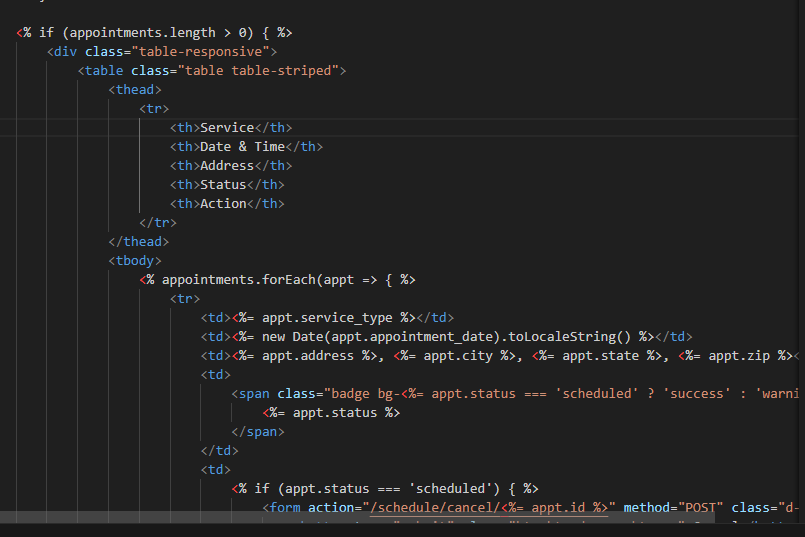 <% if (appointments.length > 0) { %>
<div class="table-responsive">
<table class="table table-striped">
<thead>
<tr>
<th>Service</th>
<th>Date & Time</th>
<th>Address</th>
<th>Status</th>
<th>Action</th>
</tr>
</thead>
<tbody>
<% appointments.forEach(appt => { %>
<tr>
<td><%= appt.service_type %></td>
<td><%= new Date(appt.appointment_date).toLocaleString() %></td>
<td><%= appt.address %>, <%= appt.city %>, <%= appt.state %>, <%= appt.zip %><
<td>
<span class="badge bg-<%= appt.status === 'scheduled' ? 'success' : 'warni
<%= appt.status %>
</span>
</td>
<td>
<% if (appt.status === 'scheduled') { %>
<form action="/schedule/cancel/<%= appt.id %>" method="POST" class="d-